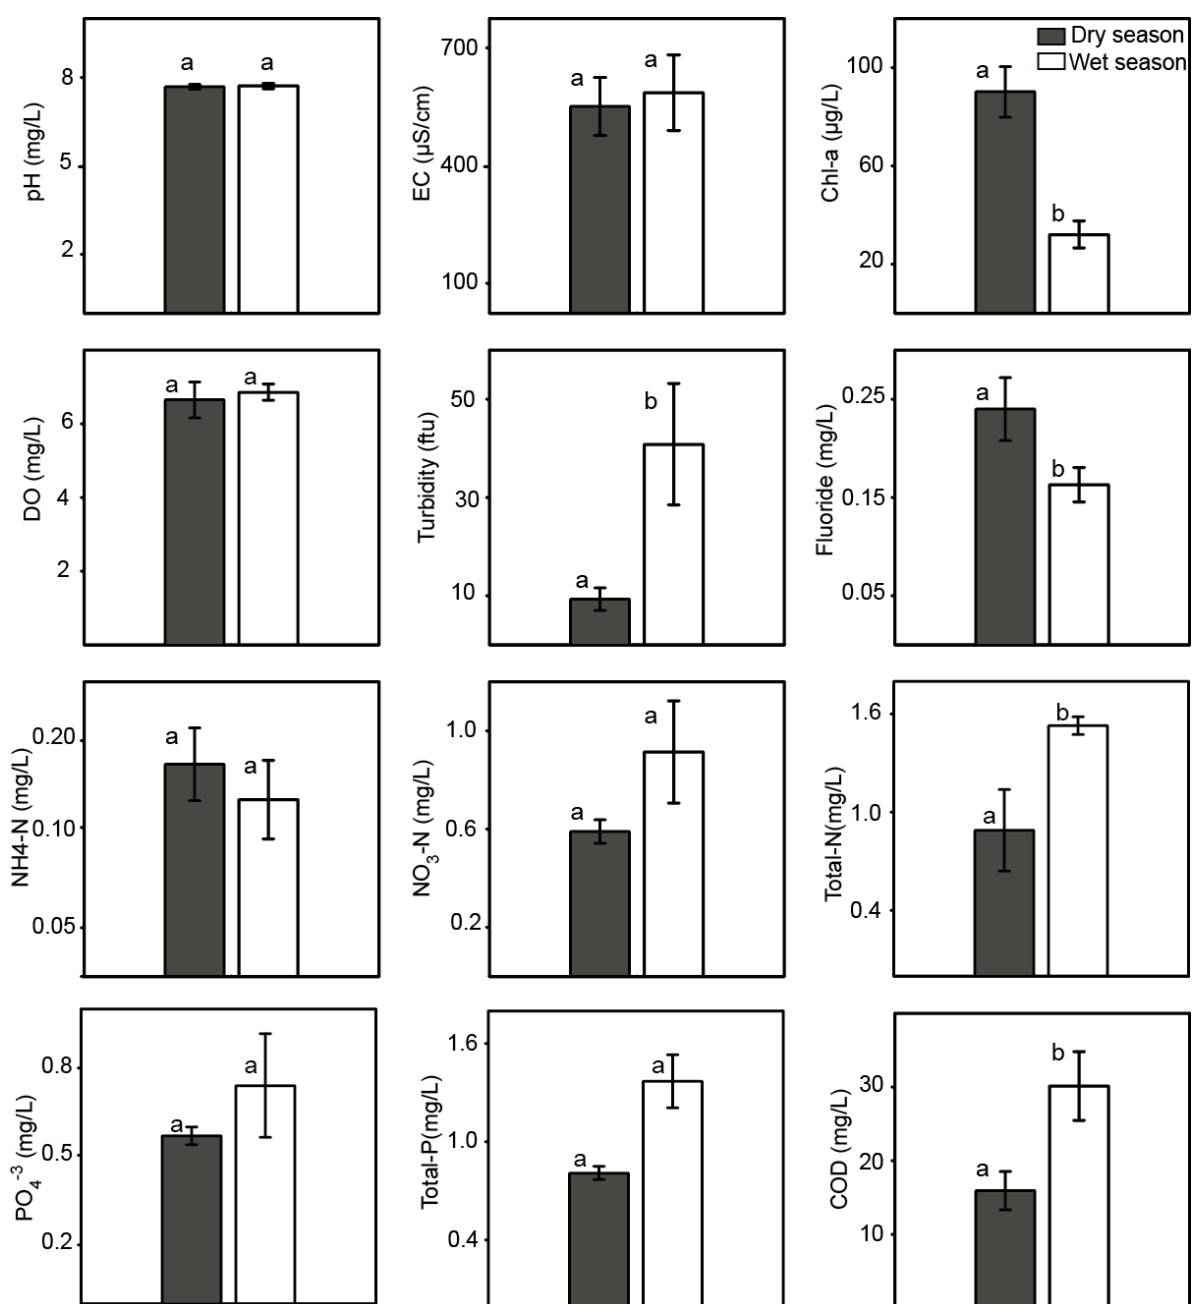 pH (mg/L)
8
5
2
a
a
EC (µS/cm)
700
400
100
a
a
Chl-a (µg/L)
100
60
20
a
b
Dry season
Wet season
DO (mg/L)
6
4
2
a
a
Turbidity (ftu)
50
30
10
a
b
Fluoride (mg/L)
0.25
0.15
0.05
a
b
NH4-N (mg/L)
0.20
0.10
0.05
a
a
NO3-N (mg/L)
1.0
0.6
0.2
a
a
Total-N(mg/L)
1.6
1.0
0.4
a
b
PO4-3 (mg/L)
0.8
0.5
0.2
a
a
Total-P(mg/L)
1.6
1.0
0.4
a
a
COD (mg/L)
30
20
10
a
b